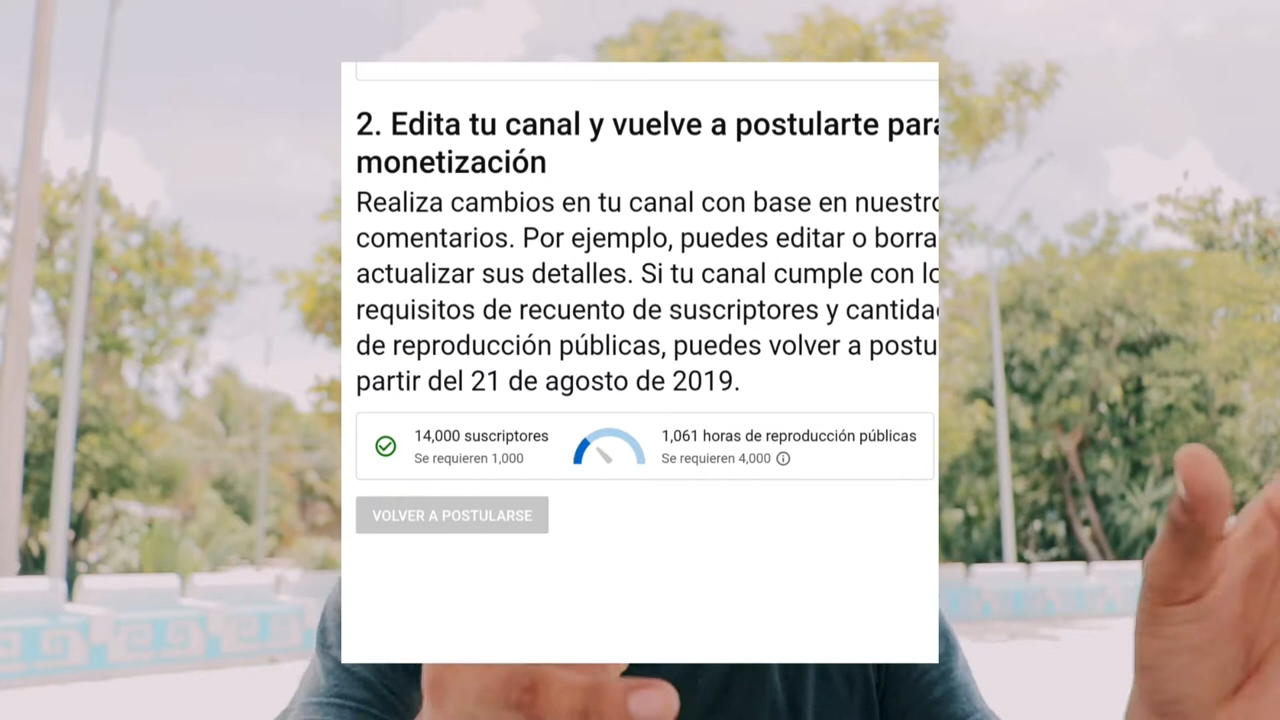 2. Edita tu canal y vuelve a postularte para
monetización
Realiza cambios en tu canal con base en nuestro
comentarios. Por ejemplo, puedes editar o borra
actualizar sus detalles. Si tu canal cumple con lo
requisitos de recuento de suscriptores y cantida
de reproducción públicas, puedes volver a postu
partir del 21 de agosto de 2019.
14,000 suscriptores
Se requieren 1,000
1,061 horas de reproducción públicas
Se requieren 4,000
VOLVER A POSTULARSE